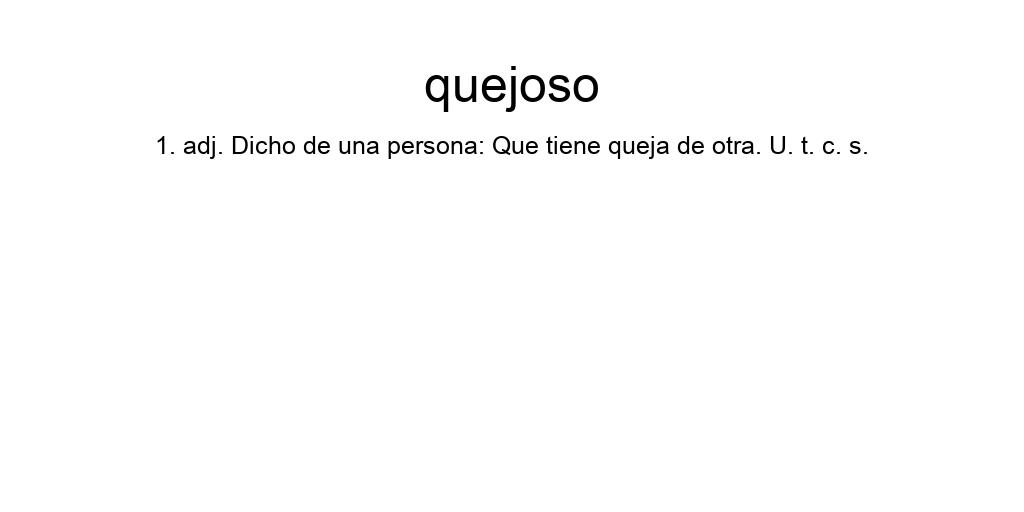 quejoso
1. adj. Dicho de una persona: Que tiene queja de otra. U. t. c. s.